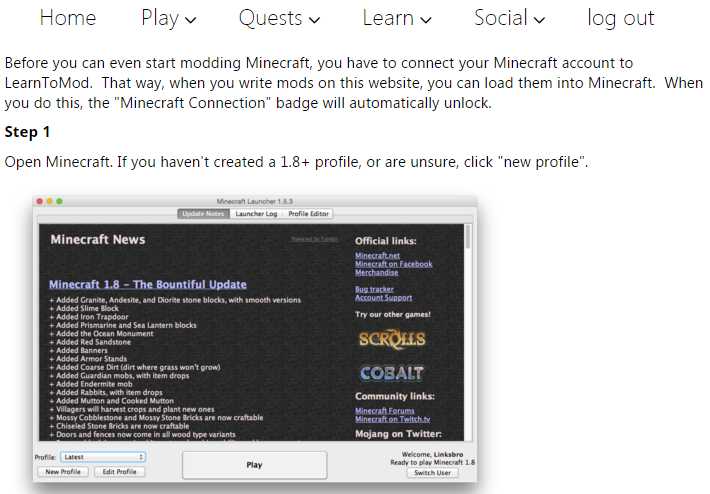 Home Play Quests Learn Social log out
Before you can even start modding Minecraft, you have to connect your Minecraft account to
LearnToMod. That way, when you write mods on this website, you can load them into Minecraft. When
you do this, the "Minecraft Connection" badge will automatically unlock.
Step 1
Open Minecraft. If you haven't created a 1.8+ profile, or are unsure, click "new profile".
Minecraft Launcher 1.5.3
Update Notes Launcher Log Profile Editor
Minecraft News
Powered by Tumblr
Minecraft 1.8 – The Bountiful Update
+ Added Granite, Andesite, and Diorite stone blocks, with smooth versions
+ Added Slime Block
+ Added Iron Trapdoor
+ Added Prismarine and Sea Lantern blocks
+ Added the Ocean Monument
+ Added Red Sandstone
+ Added Banners
+ Added Armor Stands
+ Added Coarse Dirt (dirt where grass won't grow)
+ Added Guardian mobs, with item drops
+ Added Endermite mob
+ Added Rabbits, with item drops
+ Added Mutton and Cooked Mutton
+ Villagers will harvest crops and plant new ones
+ Mossy Cobblestone and Mossy Stone Bricks are now craftable
+ Chiseled Stone Bricks are now craftable
+ Doors and fences now come in all wood type variants
Official links:
Minecraft.net
Minecraft on Facebook
Merchandise
Bug tracker
Account Support
Try our other games!
SCROLLS
COBALT
Community links:
Minecraft Forums
Minecraft on Twitch.tv
Mojang on Twitter:
Profile: Latest
New Profile Edit Profile
Play
Welcome, Linksbro
Ready to play Minecraft 1.8
Switch User